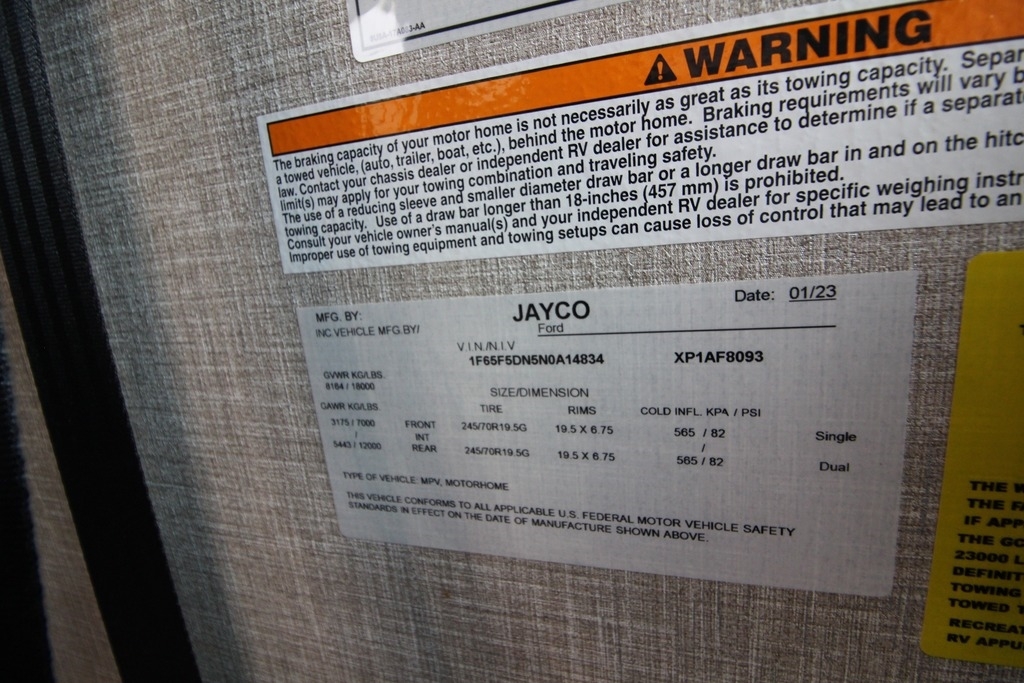 -AA
WARNING
The braking capacity of your motor home is not necessarily as great as its towing capacity. Separ
a towed vehicle, (auto, trailer, boat, etc.), behind the motor home. Braking requirements will vary b
law. Contact your chassis dealer or independent RV dealer for assistance to determine if a separat
limit(s) may apply for your towing combination and traveling safety.
The use of a reducing sleeve and smaller diameter draw bar or a longer draw bar in and on the hitc
towing capacity. Use of a draw bar longer than 18-inches (457 mm) is prohibited.
Consult your vehicle owner's manual(s) and your independent RV dealer for specific weighing instr
Improper use of towing equipment and towing setups can cause loss of control that may lead to an
MFG. BY: JAYCO Date: 01/23
INC.VEHICLE MFG.BY/ Ford
V.I.N./N.I.V
1F65F5DN5N0A14834 XP1AF8093
GVWR KG/LBS.
8164 / 18000
SIZE/DIMENSION
GAWR KG/LBS. TIRE RIMS COLD INFL. KPA / PSI
3175 / 7000 FRONT 245/70R19.5G 19.5 X 6.75 565 / 82 Single
/ INT /
5443 / 12000 REAR 245/70R19.5G 19.5 X 6.75 565 / 82 Dual
TYPE OF VEHICLE: MPV, MOTORHOME
THIS VEHICLE CONFORMS TO ALL APPLICABLE U.S. FEDERAL MOTOR VEHICLE SAFETY
STANDARDS IN EFFECT ON THE DATE OF MANUFACTURE SHOWN ABOVE.
THE W
THE F
IF APP
THE GC
23000 L
DEFINIT
TOWING
TOWED T
RECREAT
RV APPL